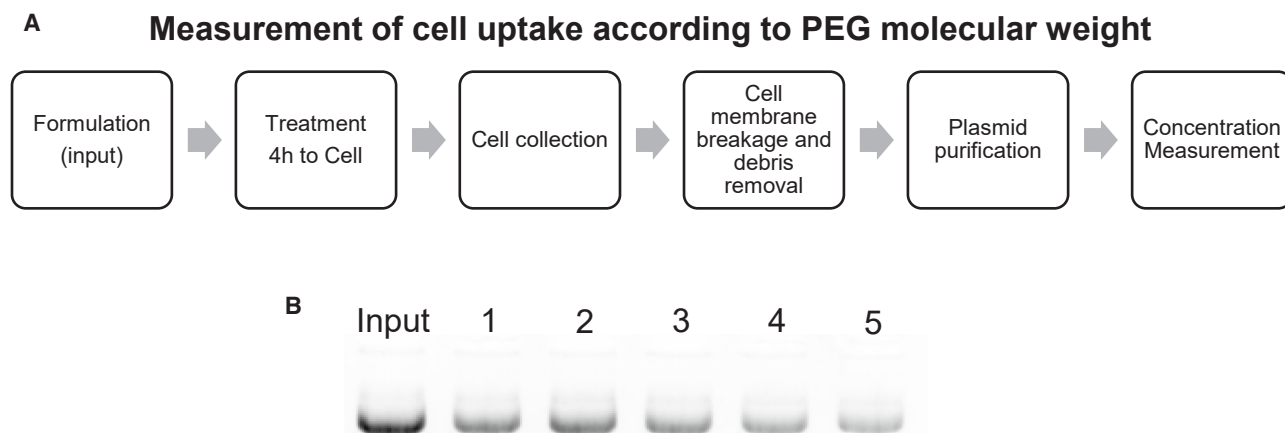 A
Measurement of cell uptake according to PEG molecular weight
Formulation
(input)
Treatment
4h to Cell
Cell collection
Cell
membrane
breakage and
debris
removal
Plasmid
purification
Concentration
Measurement
B
Input 1 2 3 4 5